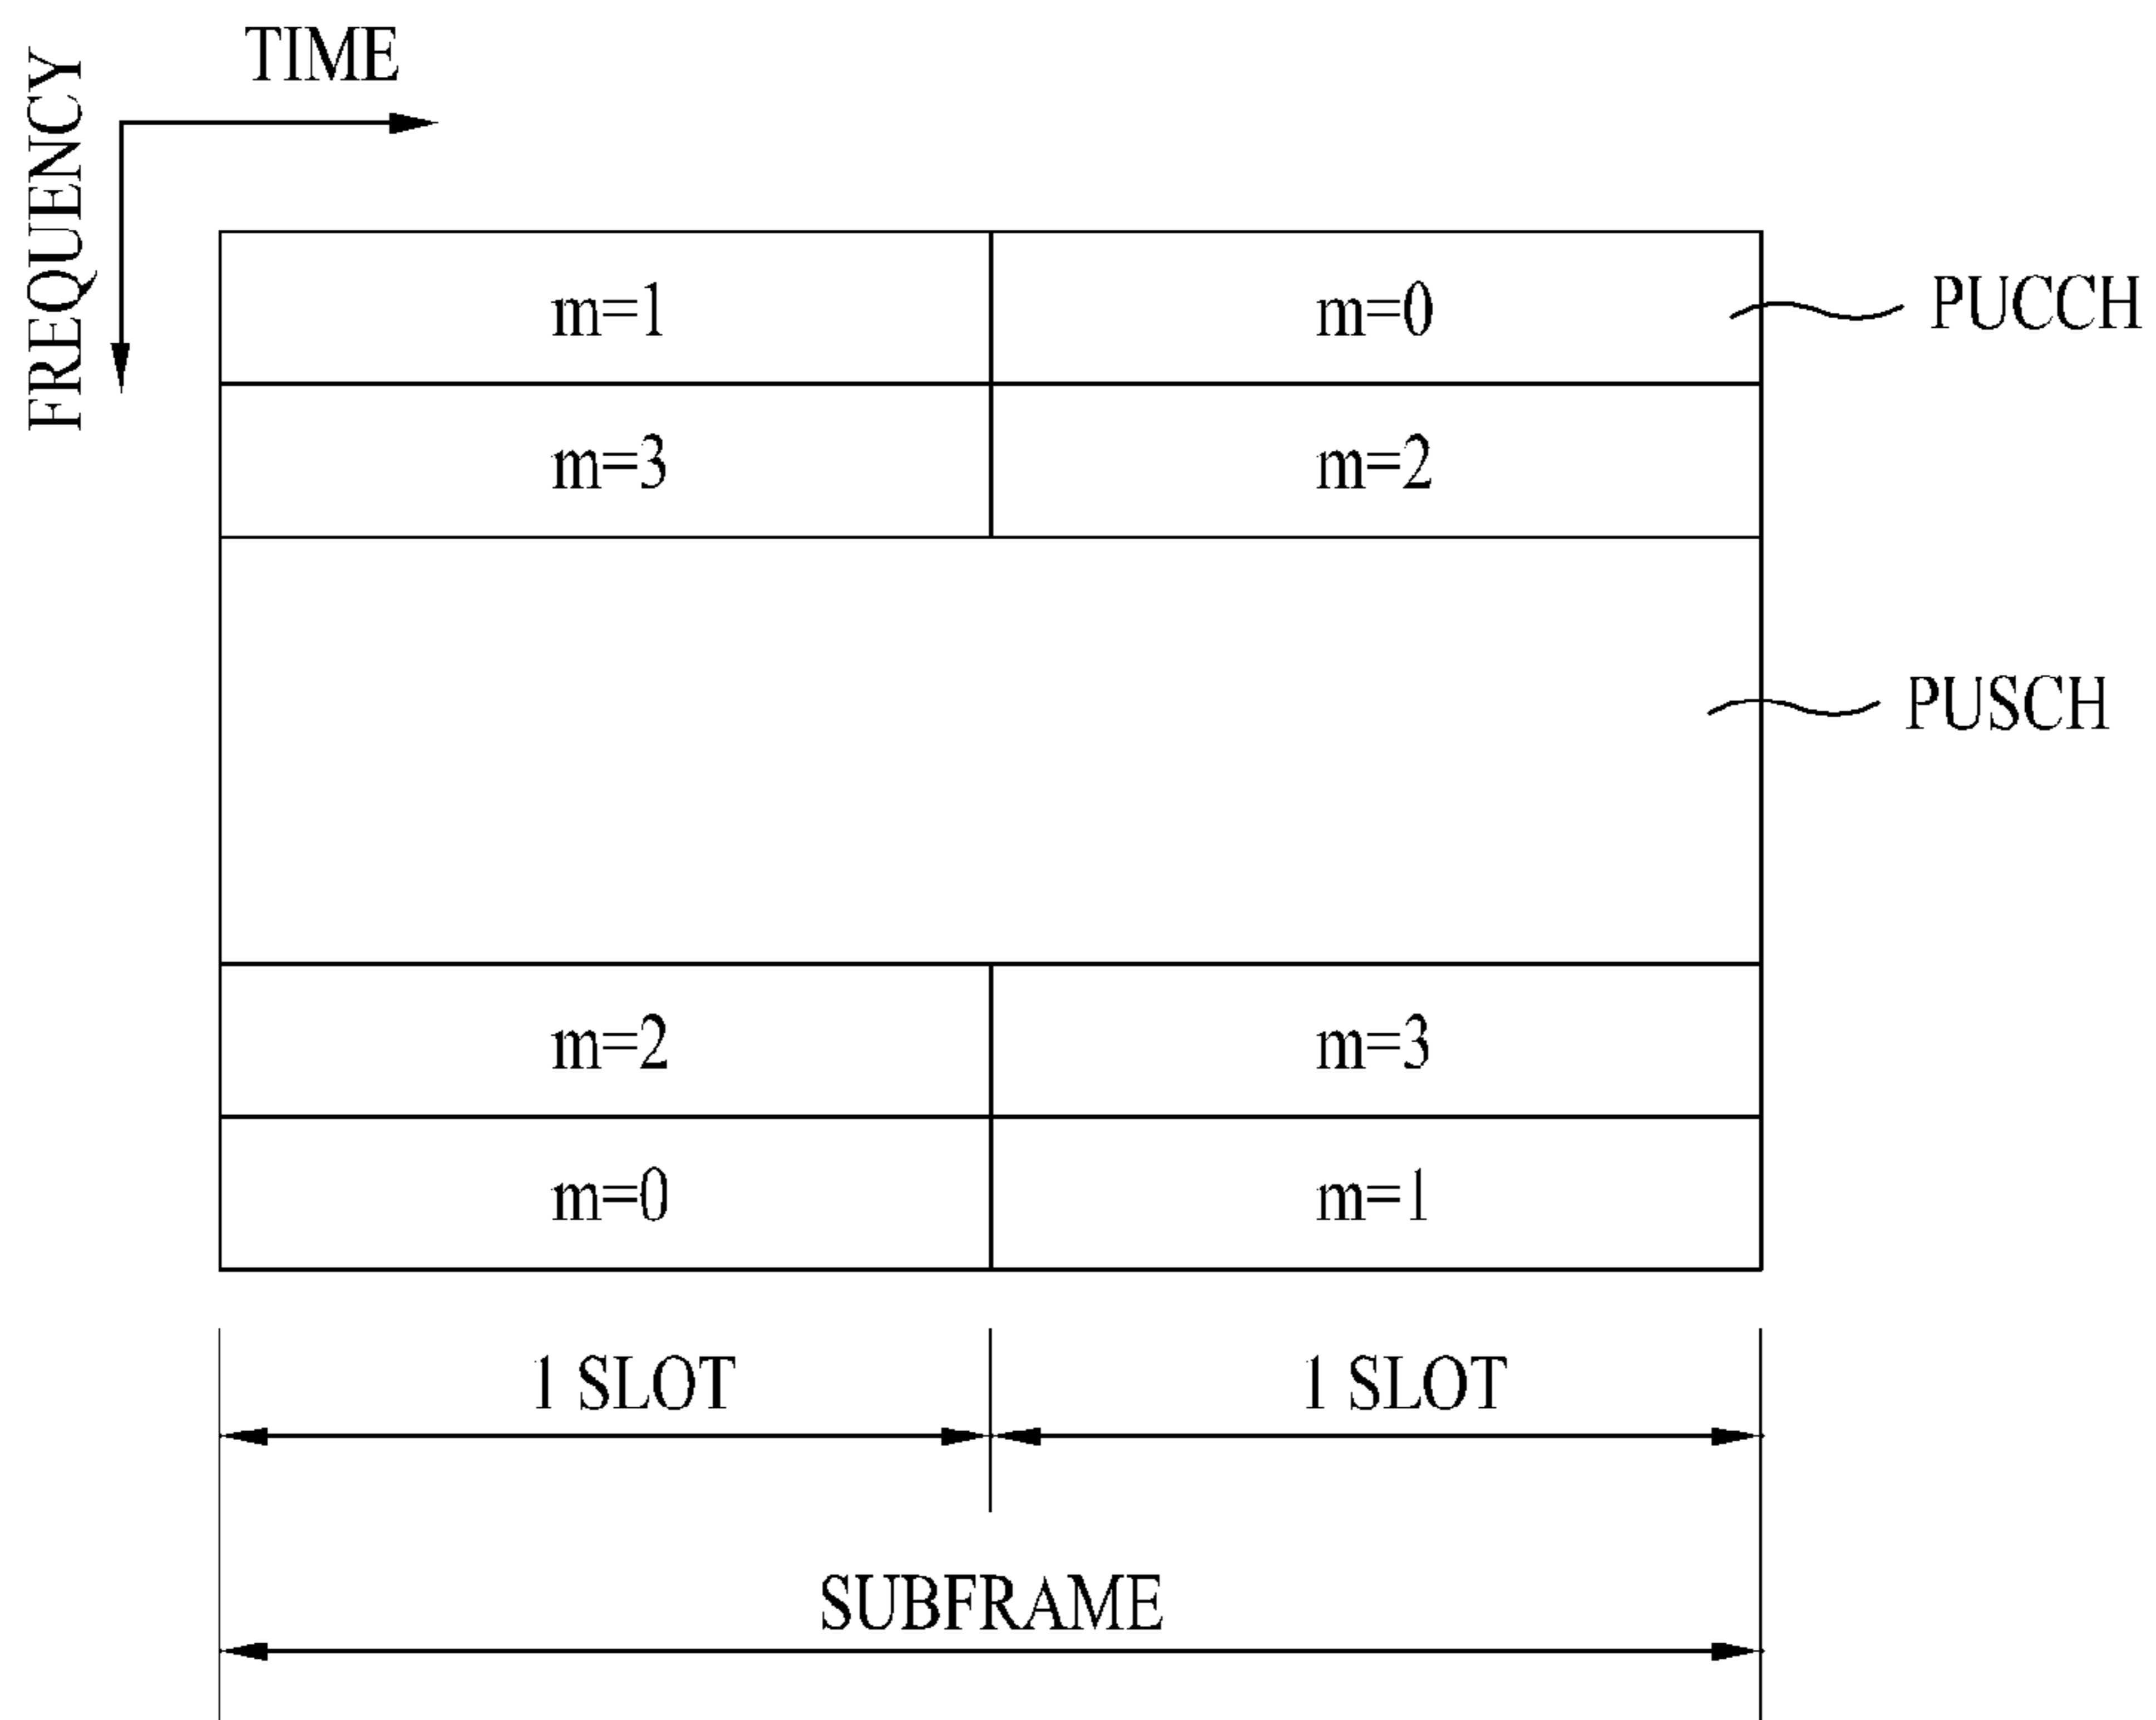 TIME
FREQUENCY
m=1 m=0 PUCCH
m=3 m=2
PUSCH
m=2 m=3
m=0 m=1
1 SLOT 1 SLOT
SUBFRAME